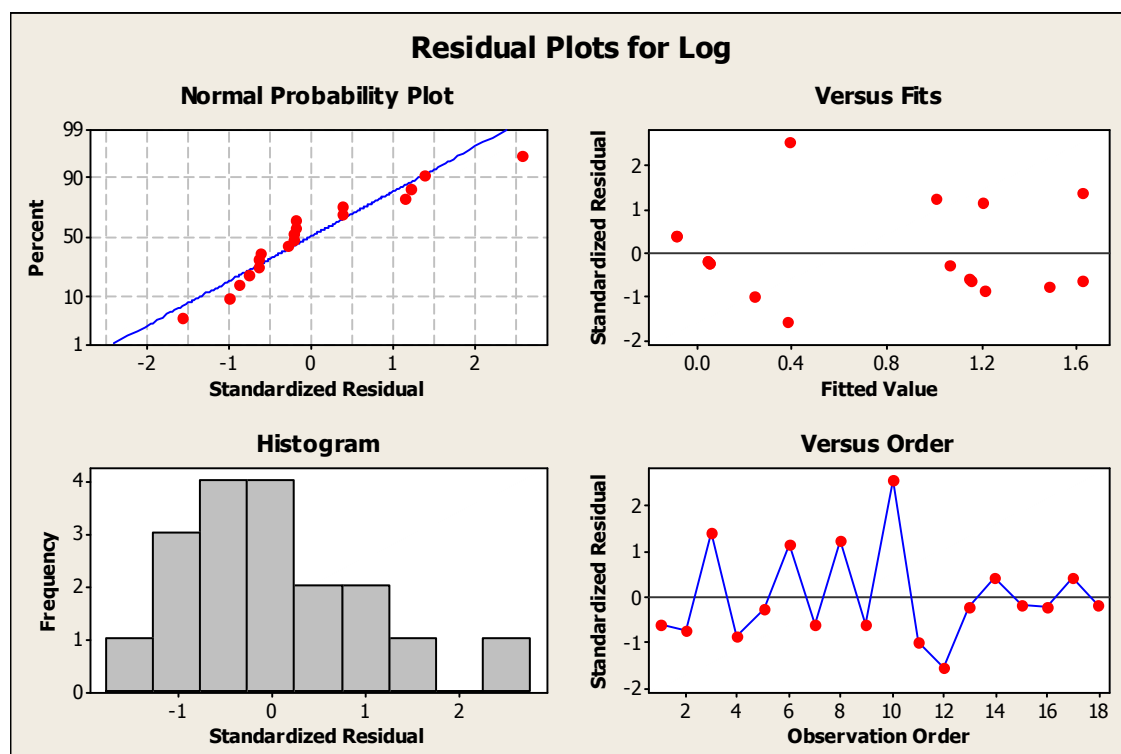 Residual Plots for Log
Normal Probability Plot
99
90
50
10
1
Percent
-2 -1 0 1 2
Standardized Residual
Versus Fits
2
1
0
-1
-2
Standardized Residual
0.0 0.4 0.8 1.2 1.6
Fitted Value
Histogram
4
3
2
1
0
Frequency
-1 0 1 2
Standardized Residual
Versus Order
2
1
0
-1
-2
Standardized Residual
2 4 6 8 10 12 14 16 18
Observation Order